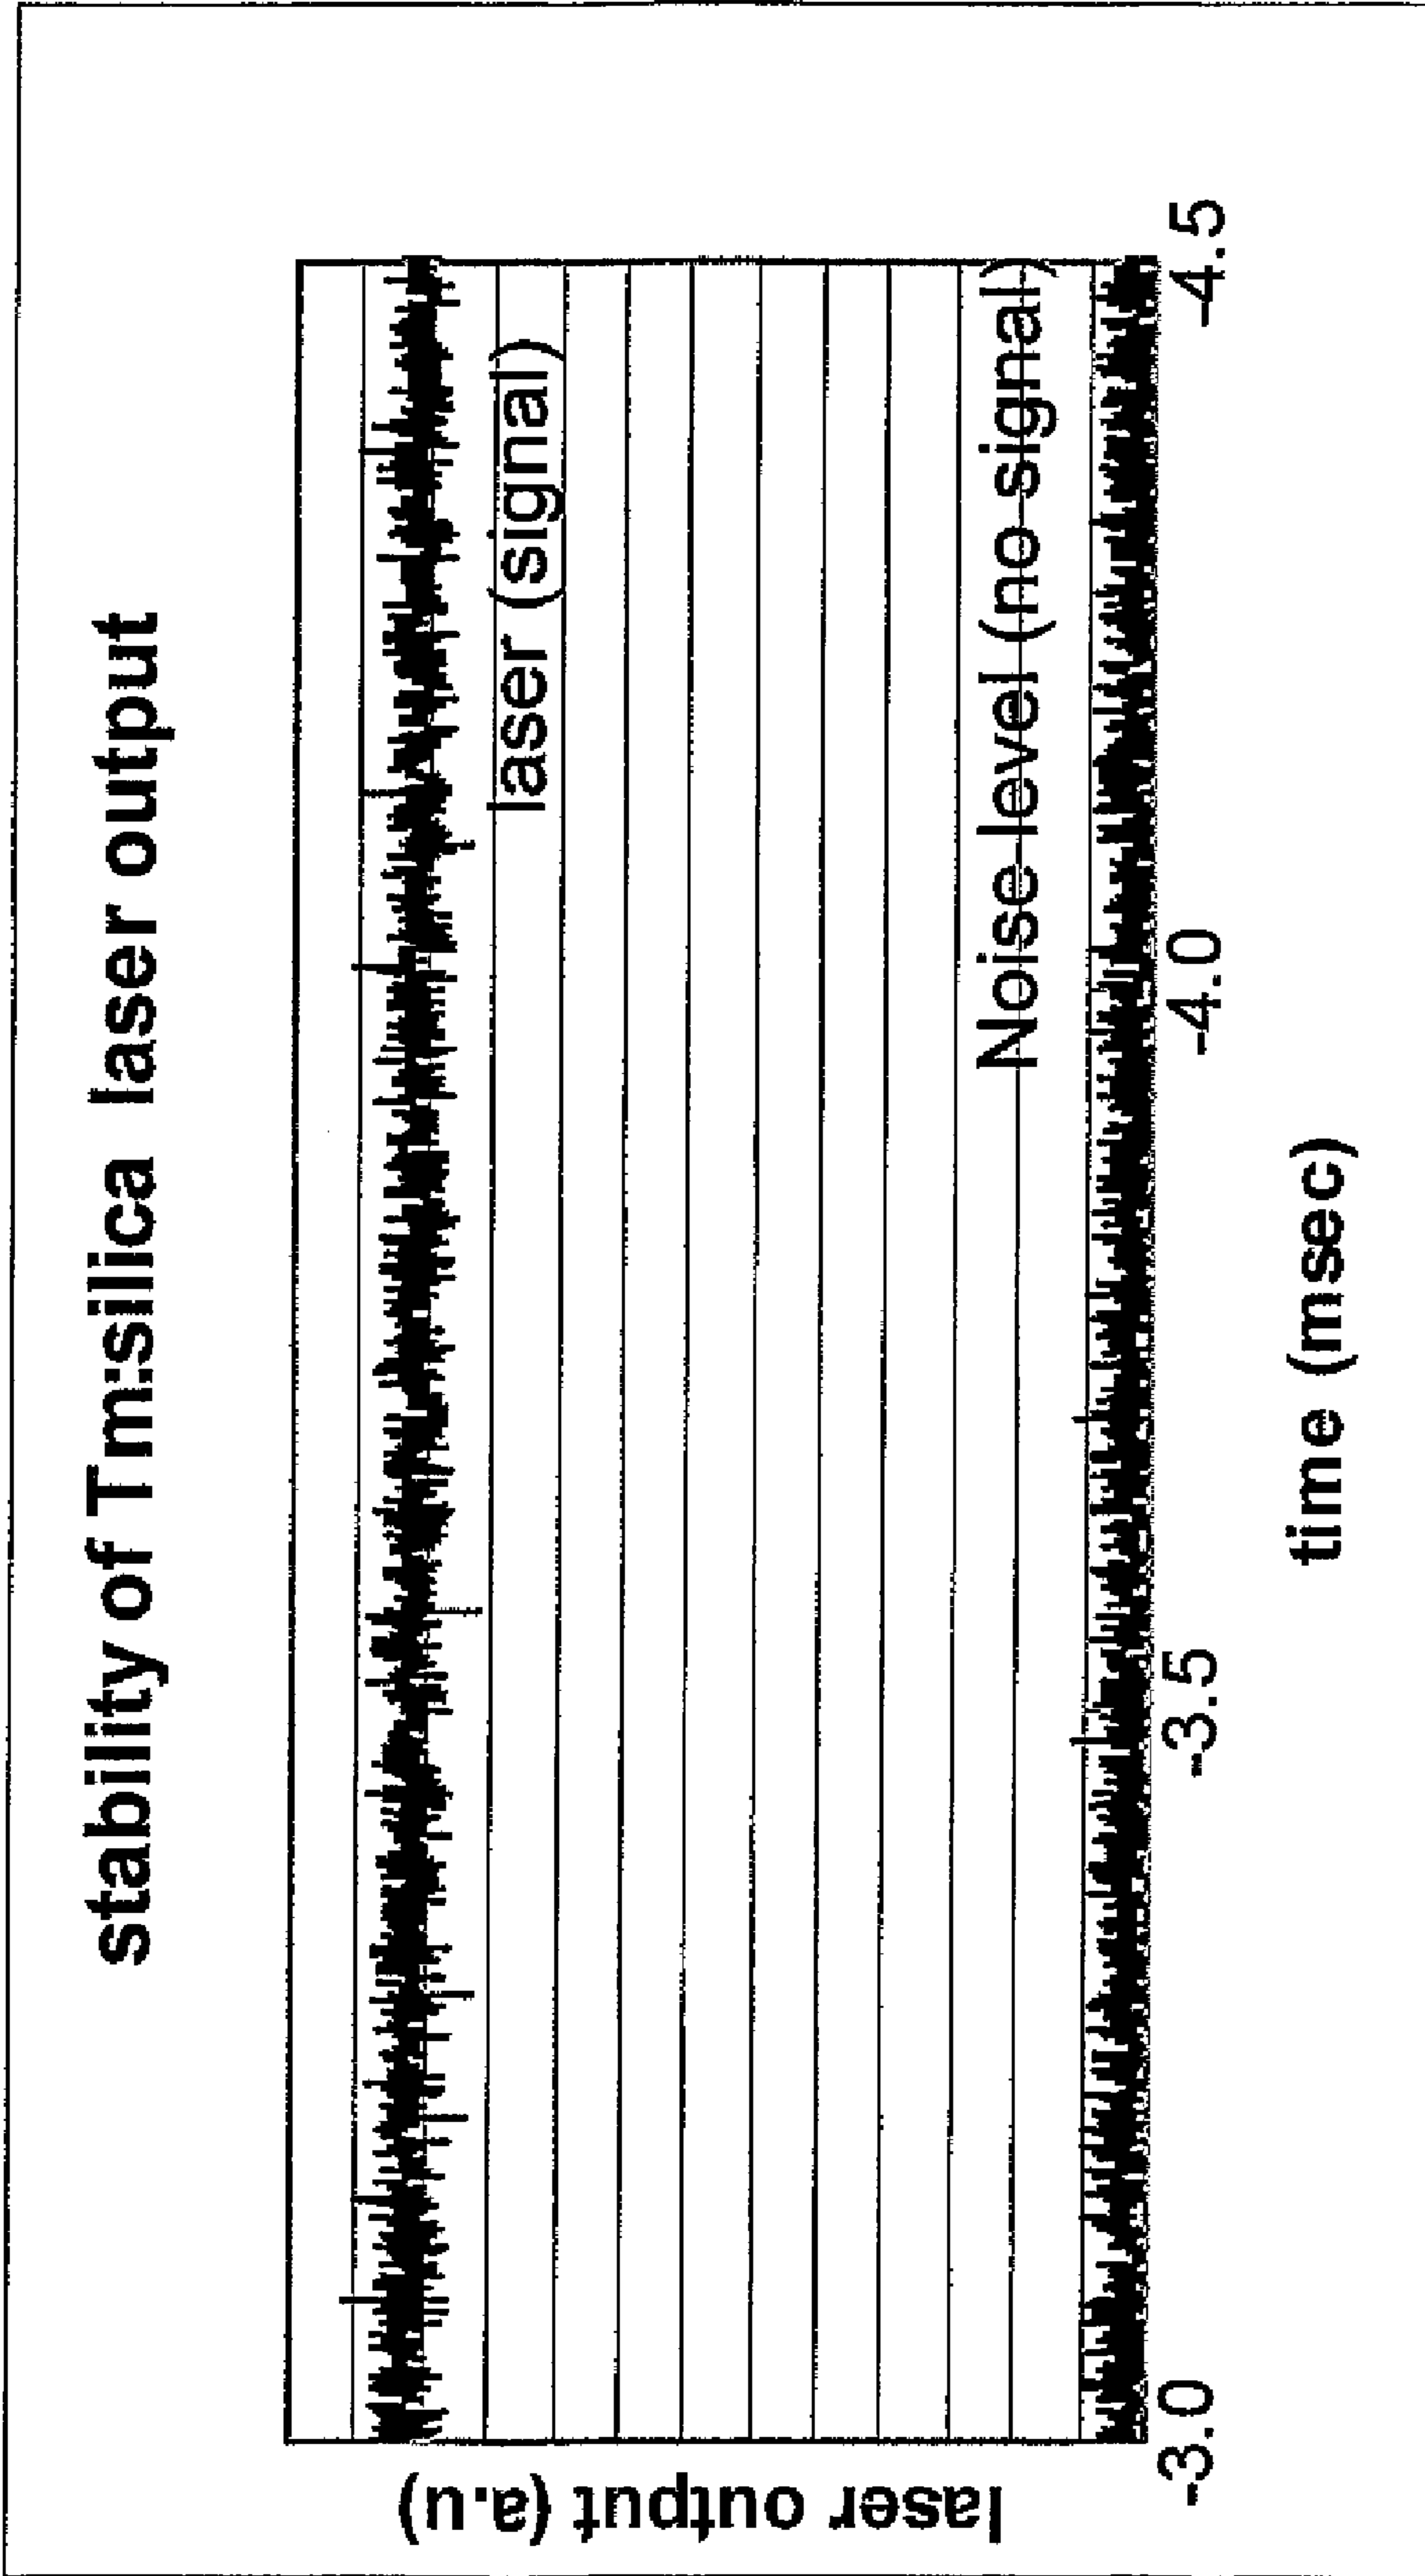 stability of Tm:silica laser output
laser output (a.u)
laser (signal)
Noise level (no signal)
-3.0
-3.5
-4.0
-4.5
time (msec)